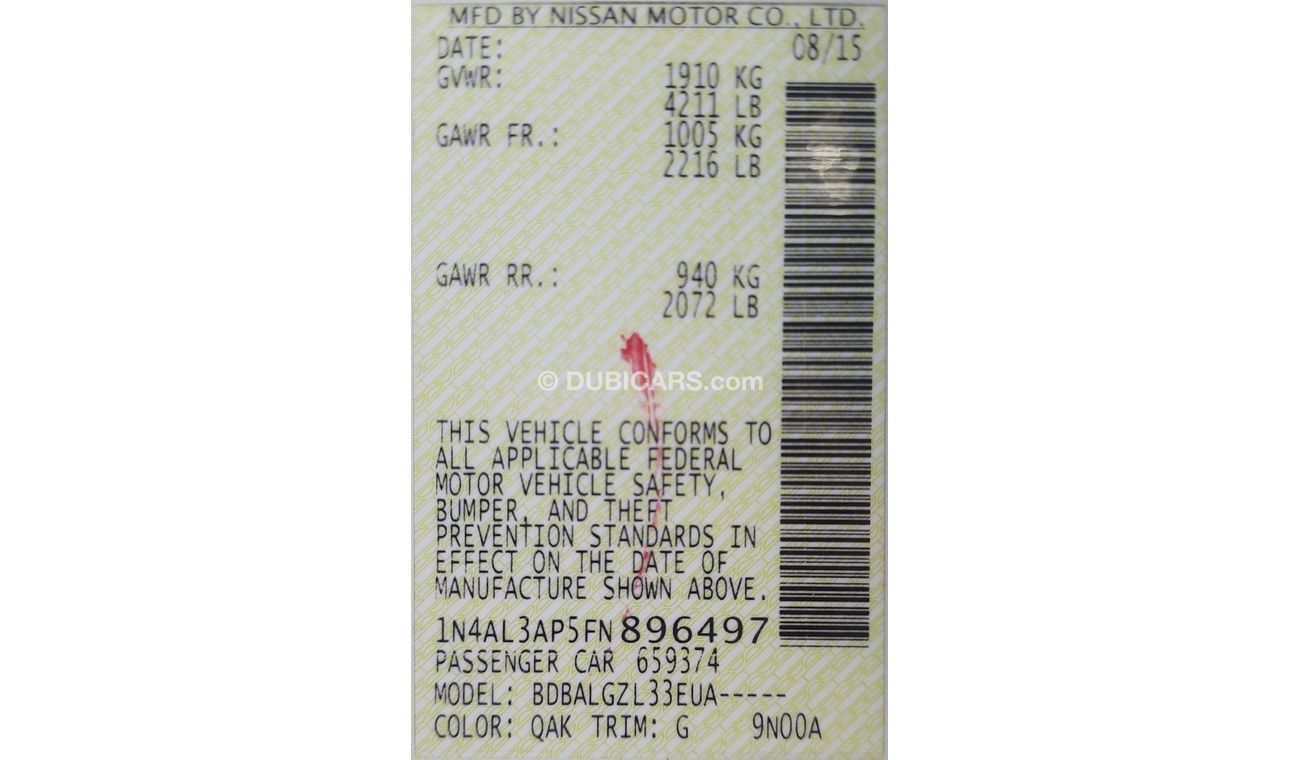 MFD BY NISSAN MOTOR CO., LTD.
DATE: 08/15
GVWR: 1910 KG
4211 LB
GAWR FR.: 1005 KG
2216 LB
GAWR RR.: 940 KG
2072 LB
© DUBICARS.com
THIS VEHICLE CONFORMS TO
ALL APPLICABLE FEDERAL
MOTOR VEHICLE SAFETY,
BUMPER, AND THEFT
PREVENTION STANDARDS IN
EFFECT ON THE DATE OF
MANUFACTURE SHOWN ABOVE.
1N4AL3AP5FN896497
PASSENGER CAR 659374
MODEL: BDBALGZL33EUA-----
COLOR: QAK TRIM: G 9N00A